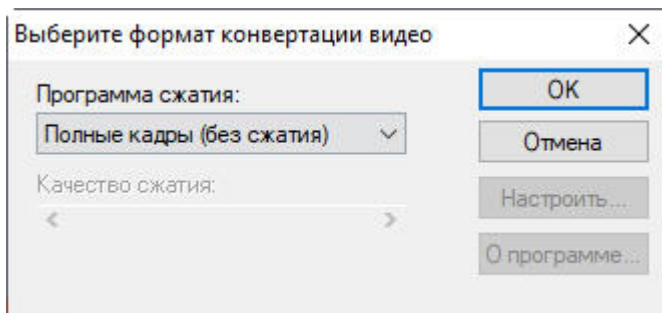 Выберите формат конвертации видео
Программа сжатия:
Полные кадры (без сжатия)
Качество сжатия:
OK
Отмена
Настроить...
О программе...